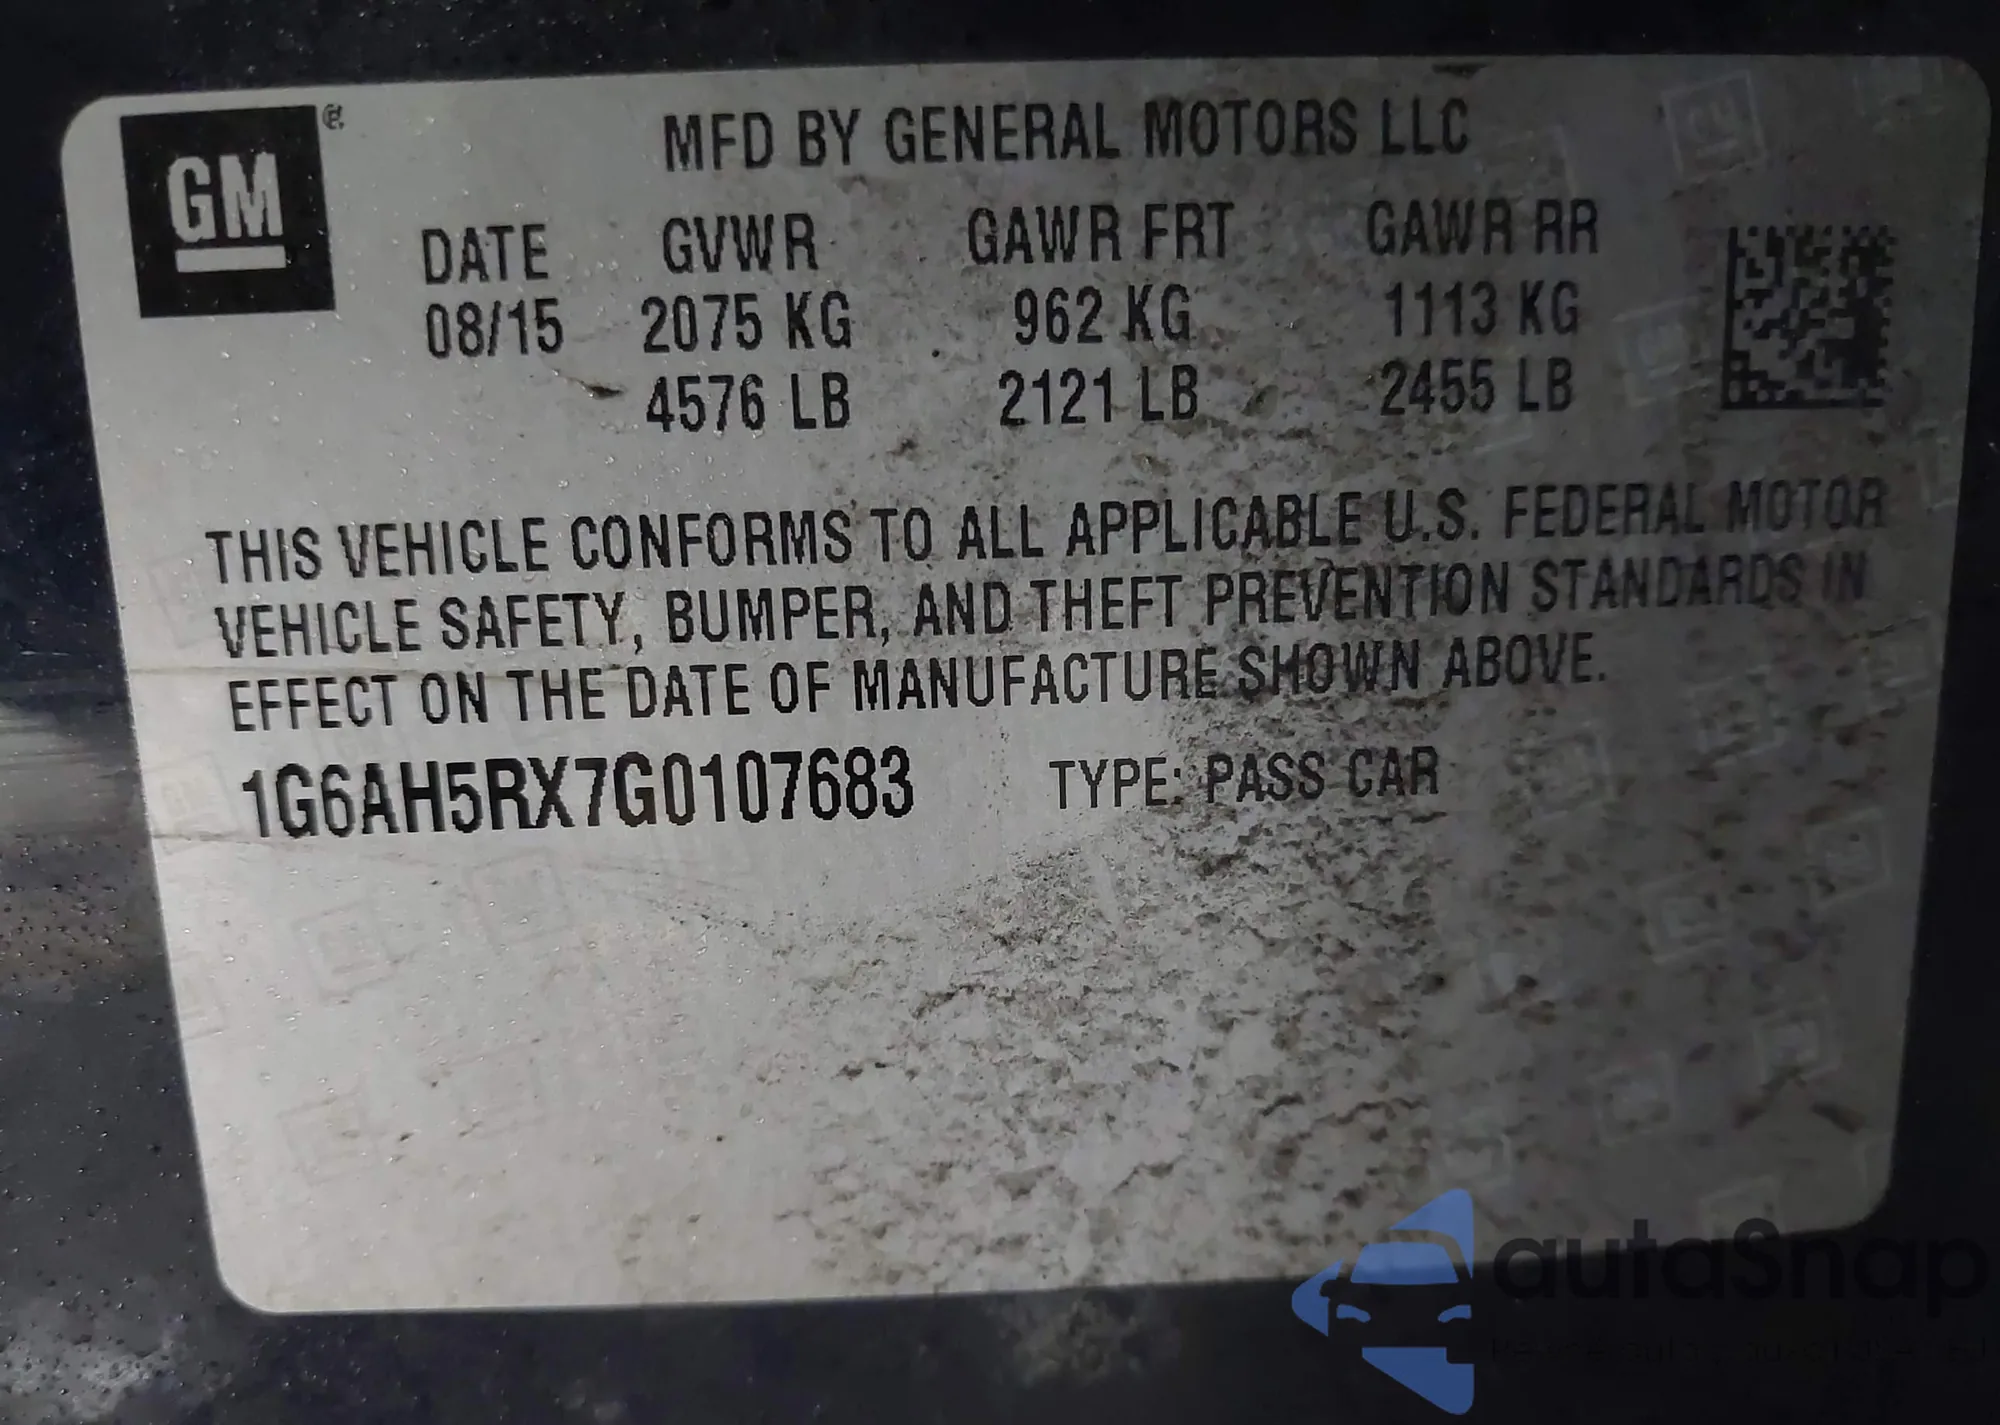 GM
MFD BY GENERAL MOTORS LLC
DATE GVWR GAWR FRT GAWR RR
08/15 2075 KG 962 KG 1113 KG
4576 LB 2121 LB 2455 LB
THIS VEHICLE CONFORMS TO ALL APPLICABLE U.S. FEDERAL MOTOR
VEHICLE SAFETY, BUMPER, AND THEFT PREVENTION STANDARDS IN
EFFECT ON THE DATE OF MANUFACTURE SHOWN ABOVE.
1G6AH5RX7G0107683 TYPE: PASS CAR
autaSnap